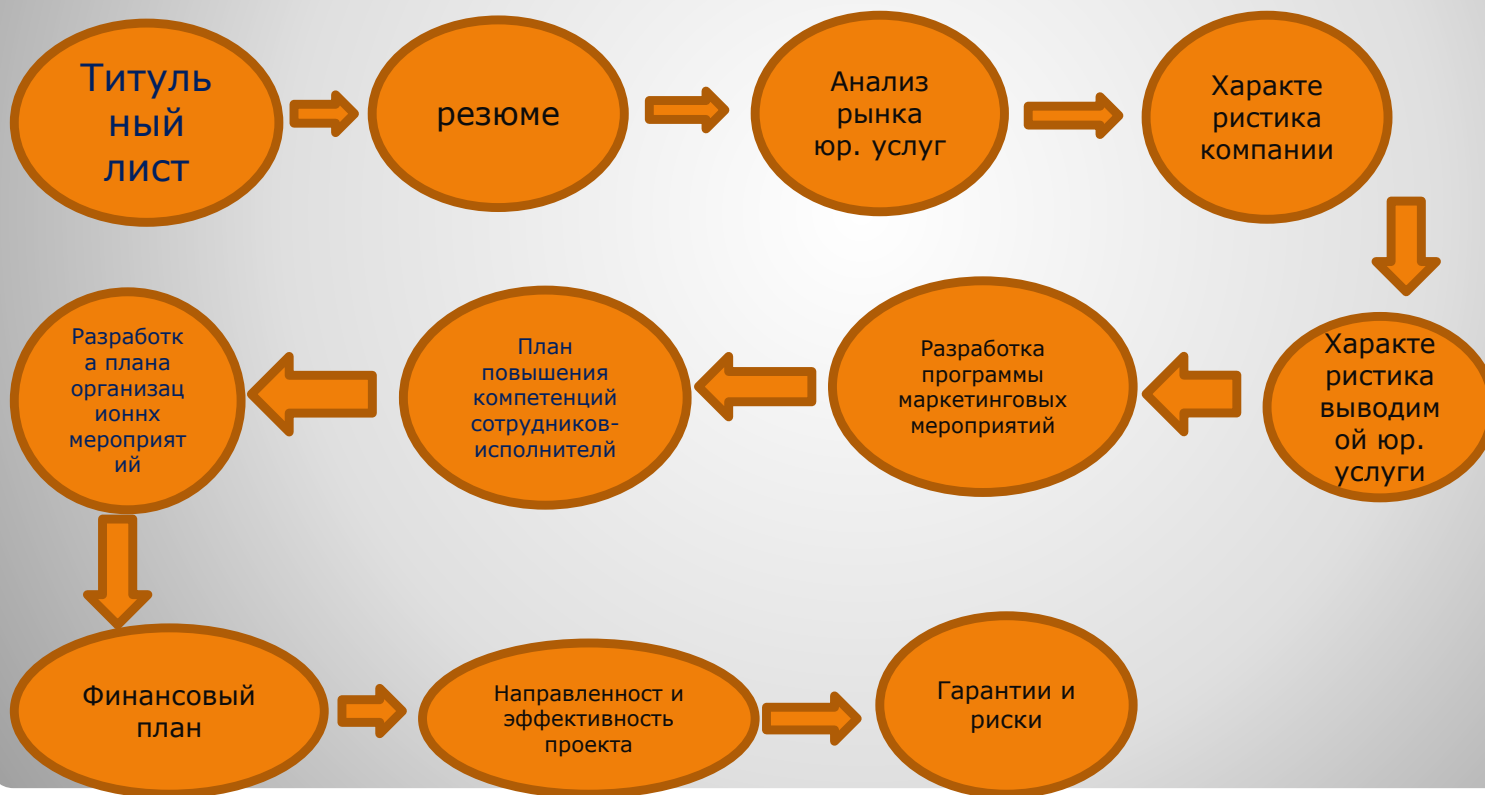 Титуль
ный
лист
резюме
Анализ
рынка
юр. услуг
Характе
ристика
компании
Характе
ристика
выводим
ой юр.
услуги
Разработка
программы
маркетинговых
мероприятий
План
повышения
компетенций
сотрудников-
исполнителй
Разработк
а плана
организац
ионнх
мероприят
ий
Финансовый
план
Направленност и
эффективность
проекта
Гарантии и
риски